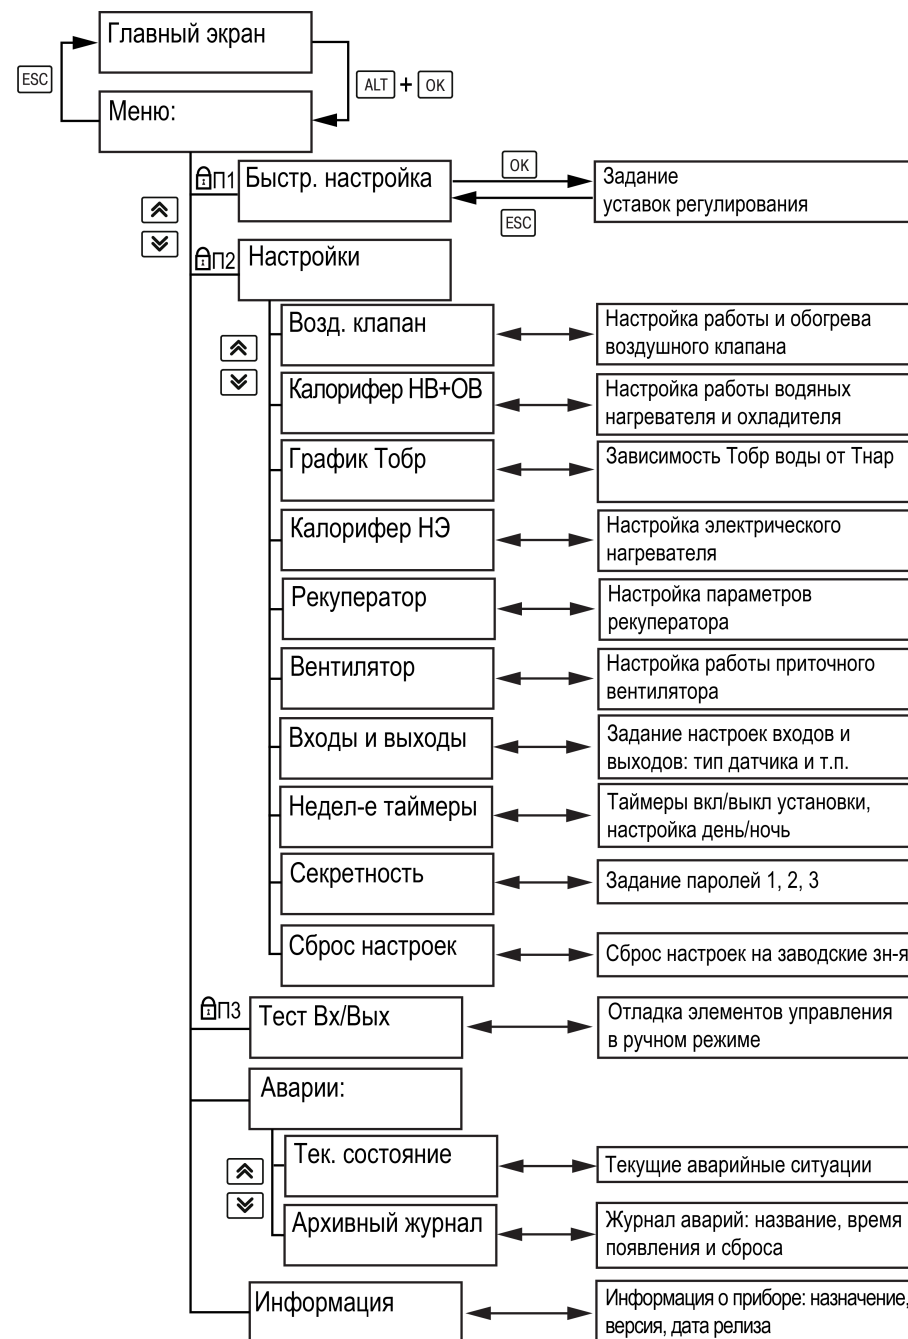 Главный экран
ESC
ALT + OK
Меню:
П1 Быстр. настройка
OK
ESC
Задание
уставок регулирования
П2 Настройки
Возд. клапан
Настройка работы и обогрева
воздушного клапана
Калорифер НВ+ОВ
Настройка работы водяных
нагревателя и охладителя
График Тобр
Зависимость Тобр воды от Тнар
Калорифер НЭ
Настройка электрического
нагревателя
Рекуператор
Настройка параметров
рекуператора
Вентилятор
Настройка работы приточного
вентилятора
Входы и выходы
Задание настроек входов и
выходов: тип датчика и т.п.
Недел-е таймеры
Таймеры вкл/выкл установки,
настройка день/ночь
Секретность
Задание паролей 1, 2, 3
Сброс настроек
Сброс настроек на заводские зн-я
П3 Тест Вх/Вых
Отладка элементов управления
в ручном режиме
Аварии:
Тек. состояние
Текущие аварийные ситуации
Архивный журнал
Журнал аварий: название, время
появления и сброса
Информация
Информация о приборе: назначение,
версия, дата релиза